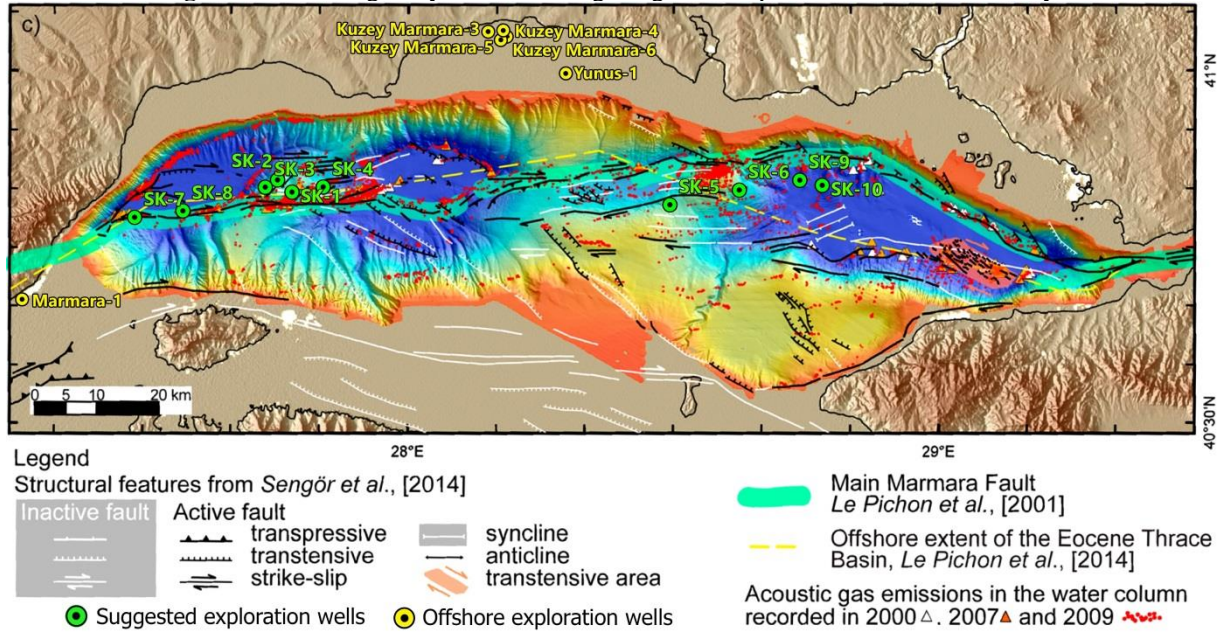 c)
Kuzey Marmara-3
Kuzey Marmara-4
Kuzey Marmara-5
Kuzey Marmara-6
Yunus-1
41°N
SK-2
SK-3
SK-4
SK-9
SK-6
SK-7
SK-8
SK-1
SK-5
SK-10
Marmara-1
0 5 10 20 km
40°30'N
28°E
29°E
Legend
Structural features from Sengör et al., [2014]
Inactive fault
Active fault
transpressive
transtensive
strike-slip
syncline
anticline
transtensive area
Main Marmara Fault
Le Pichon et al., [2001]
Offshore extent of the Eocene Thrace
Basin, Le Pichon et al., [2014]
Suggested exploration wells
Offshore exploration wells
Acoustic gas emissions in the water column
recorded in 2000 , 2007 and 2009